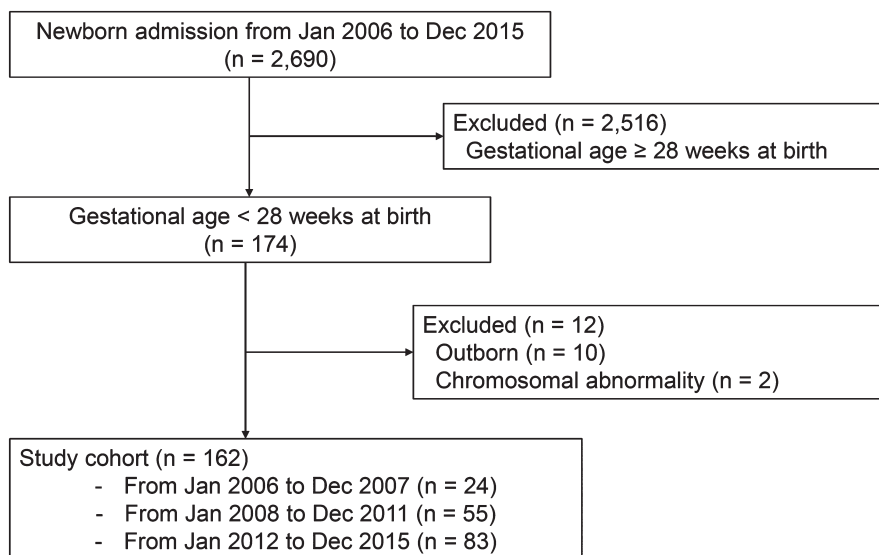 Newborn admission from Jan 2006 to Dec 2015
(n = 2,690)
Excluded (n = 2,516)
Gestational age ≥ 28 weeks at birth
Gestational age < 28 weeks at birth
(n = 174)
Excluded (n = 12)
Outborn (n = 10)
Chromosomal abnormality (n = 2)
Study cohort (n = 162)
- From Jan 2006 to Dec 2007 (n = 24)
- From Jan 2008 to Dec 2011 (n = 55)
- From Jan 2012 to Dec 2015 (n = 83)